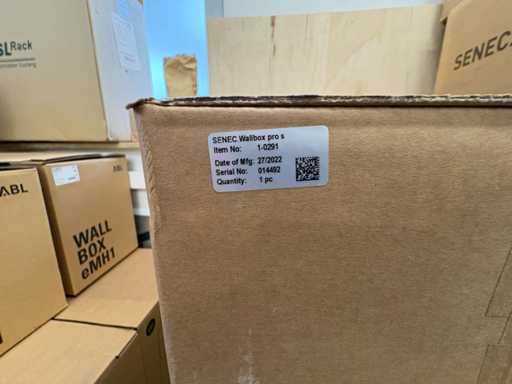 SLRack
SENEC
SENEC.Wallbox pro s
Item No: 1-0291
Date of Mfg: 27/2022
Serial No: 014492
Quantity: 1 pc
ABL
WALL
BOX
eMH1